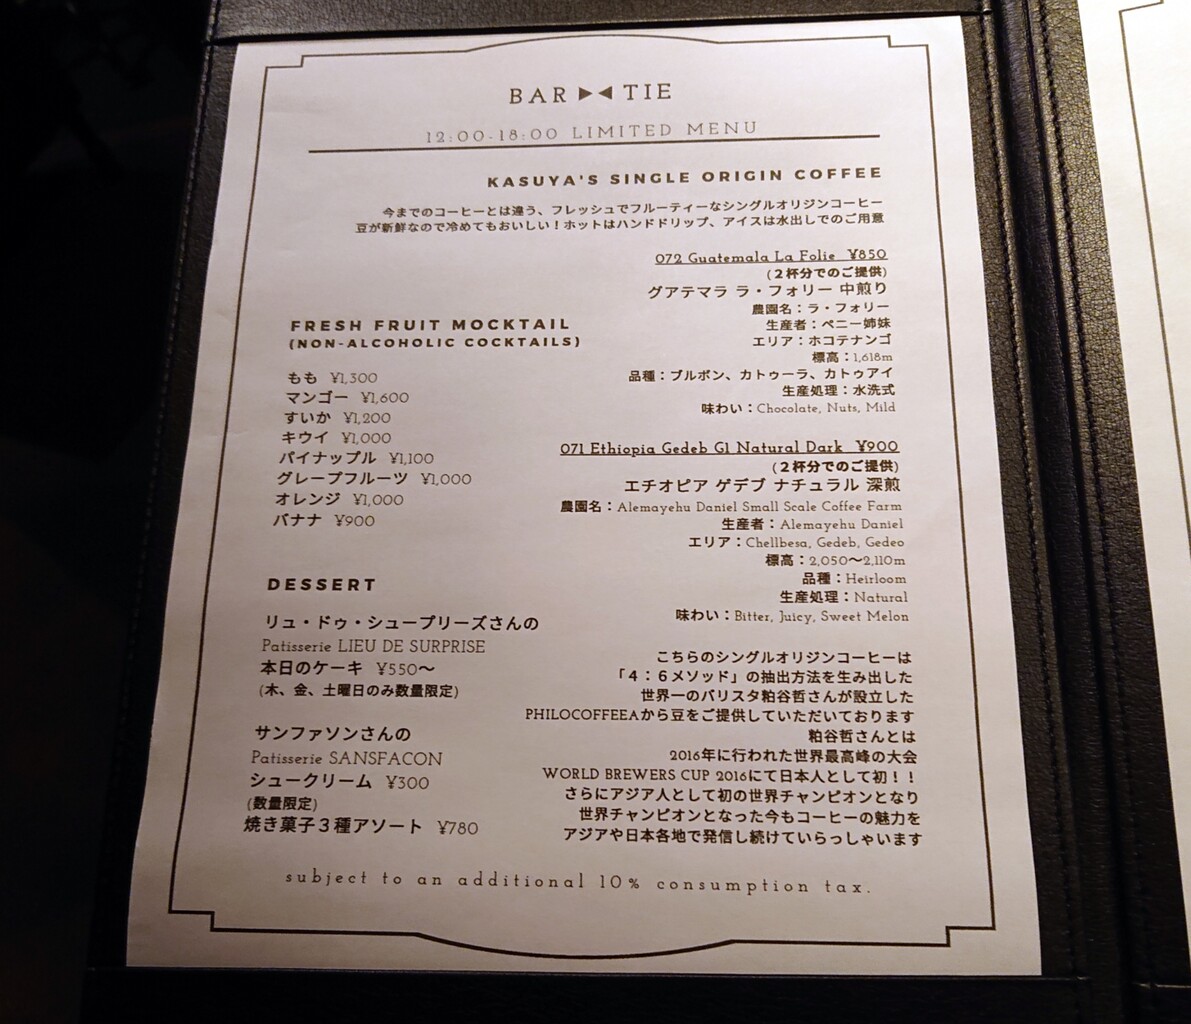 BAR ▶◀ TIE
12:00-18:00 LIMITED MENU
KASUYA'S SINGLE ORIGIN COFFEE
今までのコーヒーとは違う、フレッシュでフルーティーなシングルオリジンコーヒー
豆が新鮮なので冷めてもおいしい！ホットはハンドドリップ、アイスは水出しでのご用意
072 Guatemala La Folie ¥850
(２杯分でのご提供)
グアテマラ ラ・フォリー 中煎り
農園名：ラ・フォリー
生産者：ペニー姉妹
エリア：ホコテナンゴ
標高：1,618m
品種：ブルボン、カトゥーラ、カトゥアイ
生産処理：水洗式
味わい：Chocolate, Nuts, Mild
071 Ethiopia Gedeb G1 Natural Dark ¥900
(２杯分でのご提供)
エチオピア ゲデブ ナチュラル 深煎
農園名：Alemayehu Daniel Small Scale Coffee Farm
生産者：Alemayehu Daniel
エリア：Chellbesa, Gedeb, Gedeo
標高：2,050〜2,110m
品種：Heirloom
生産処理：Natural
味わい：Bitter, Juicy, Sweet Melon
こちらのシングルオリジンコーヒーは
「４：６メソッド」の抽出方法を生み出した
世界一のバリスタ粕谷哲さんが設立した
PHILOCOFFEEAから豆をご提供していただいております
粕谷哲さんとは
2016年に行われた世界最高峰の大会
WORLD BREWERS CUP 2016にて日本人として初！！
さらにアジア人として初の世界チャンピオンとなり
世界チャンピオンとなった今もコーヒーの魅力を
アジアや日本各地で発信し続けていらっしゃいます
FRESH FRUIT MOCKTAIL
(NON-ALCOHOLIC COCKTAILS)
もも ¥1,300
マンゴー ¥1,600
すいか ¥1,200
キウイ ¥1,000
パイナップル ¥1,100
グレープフルーツ ¥1,000
オレンジ ¥1,000
バナナ ¥900
DESSERT
リュ・ドゥ・シュープリーズさんの
Patisserie LIEU DE SURPRISE
本日のケーキ ¥550〜
(木、金、土曜日のみ数量限定)
サンファソンさんの
Patisserie SANSFACON
シュークリーム ¥300
(数量限定)
焼き菓子３種アソート ¥780
subject to an additional 10% consumption tax.